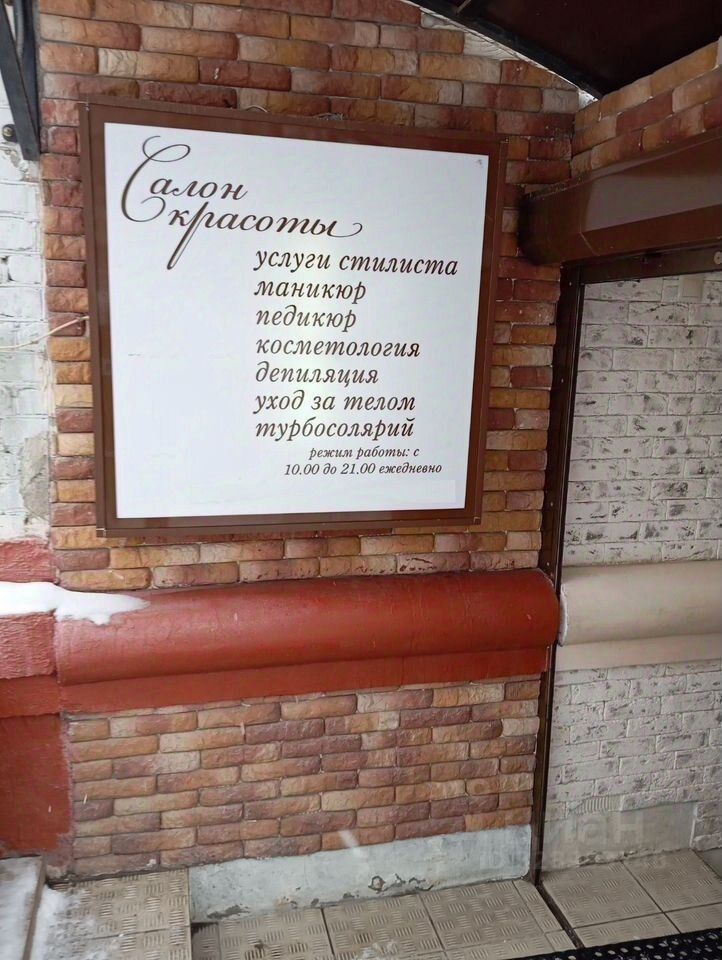 Салон
красоты
услуги стилиста
маникюр
педикюр
косметология
депиляция
уход за телом
турбосолярий
режим работы: с
10.00 до 21.00 ежедневно